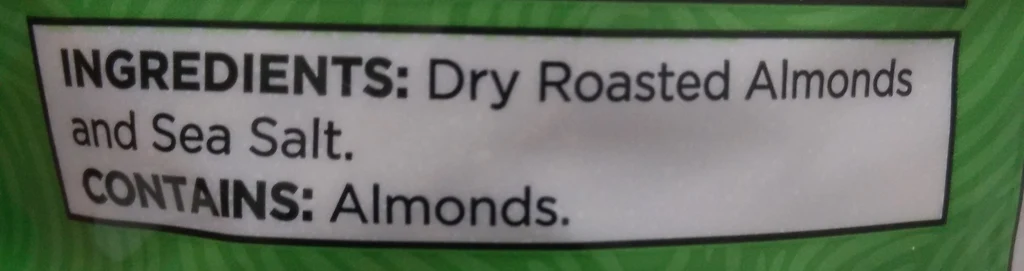 INGREDIENTS: Dry Roasted Almonds
and Sea Salt.
CONTAINS: Almonds.